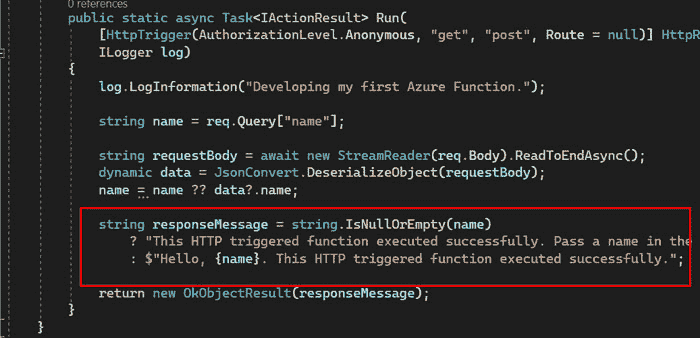 0 references
public static async Task<IActionResult> Run(
[HttpTrigger(AuthorizationLevel.Anonymous, "get", "post", Route = null)] HttpR
ILogger log)
{
log.LogInformation("Developing my first Azure Function.");
string name = req.Query["name"];
string requestBody = await new StreamReader(req.Body).ReadToEndAsync();
dynamic data = JsonConvert.DeserializeObject(requestBody);
name = name ?? data?.name;
string responseMessage = string.IsNullOrEmpty(name)
? "This HTTP triggered function executed successfully. Pass a name in the
: $"Hello, {name}. This HTTP triggered function executed successfully.";
return new OkObjectResult(responseMessage);
}
}